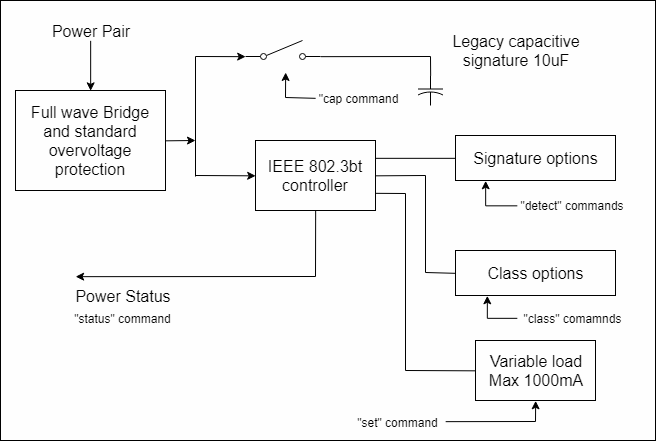 Power Pair
Legacy capacitive
signature 10uF
"cap command
Full wave Bridge
and standard
overvoltage
protection
IEEE 802.3bt
controller
Signature options
"detect" commands
Class options
"class" comamnds
Power Status
"status" command
Variable load
Max 1000mA
"set" command